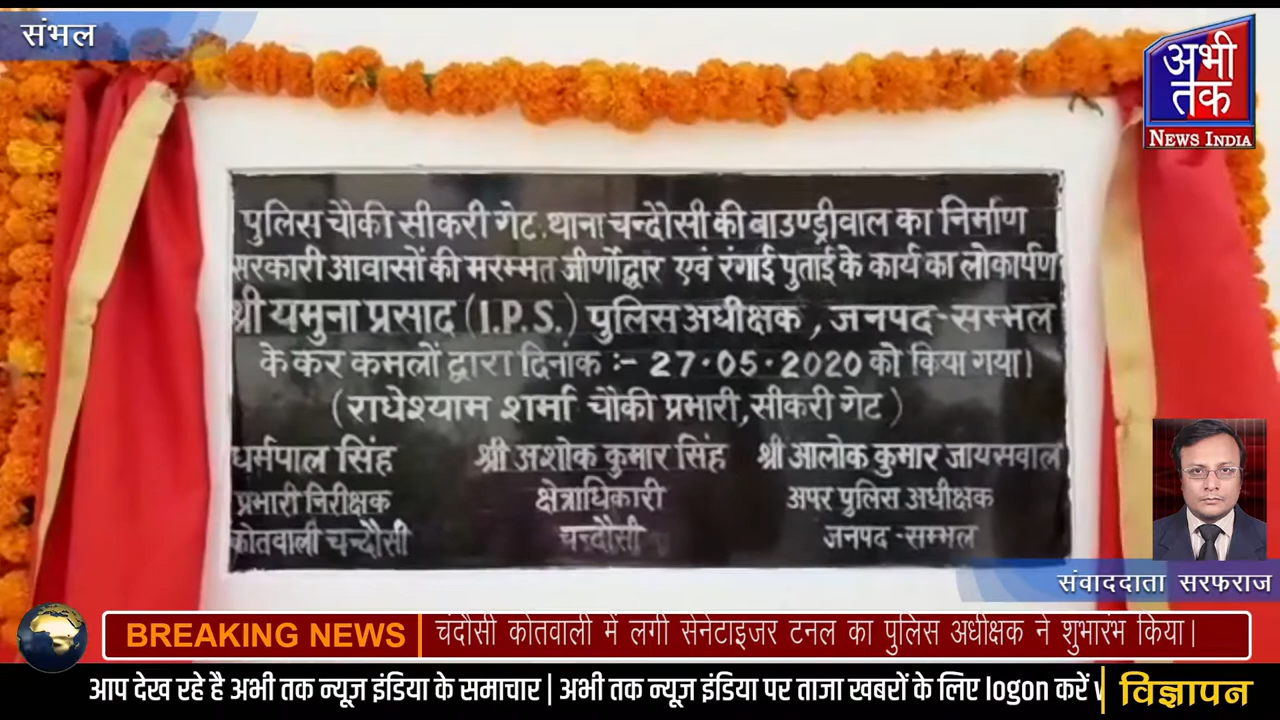 संभल
अभी
तक
NEWS INDIA
पुलिस चौकी सीकरी गेट, थाना चन्दौसी की बाउण्ड्रीवाल का निर्माण
सरकारी आवासों की मरम्मत जीर्णोद्वार एवं रंगाई पुताई के कार्य का लोकार्पण
श्री यमुना प्रसाद (I.P.S.) पुलिस अधीक्षक, जनपद-सम्भल
के कर कमलों द्वारा दिनांक :- 27.05.2020 को किया गया।
(राधेश्याम शर्मा चौकी प्रभारी, सीकरी गेट)
धर्मपाल सिंह श्री अशोक कुमार सिंह श्री आलोक कुमार जायसवाल
प्रभारी निरीक्षक क्षेत्राधिकारी अपर पुलिस अधीक्षक
कोतवाली चन्दौसी चन्दौसी जनपद-सम्भल
संवाददाता सरफराज
BREAKING NEWS चंदौसी कोतवाली में लगी सेनेटाइजर टनल का पुलिस अधीक्षक ने शुभारंभ किया।
आप देख रहे है अभी तक न्यूज़ इंडिया के समाचार | अभी तक न्यूज़ इंडिया पर ताजा खबरों के लिए logon करें विज्ञापन